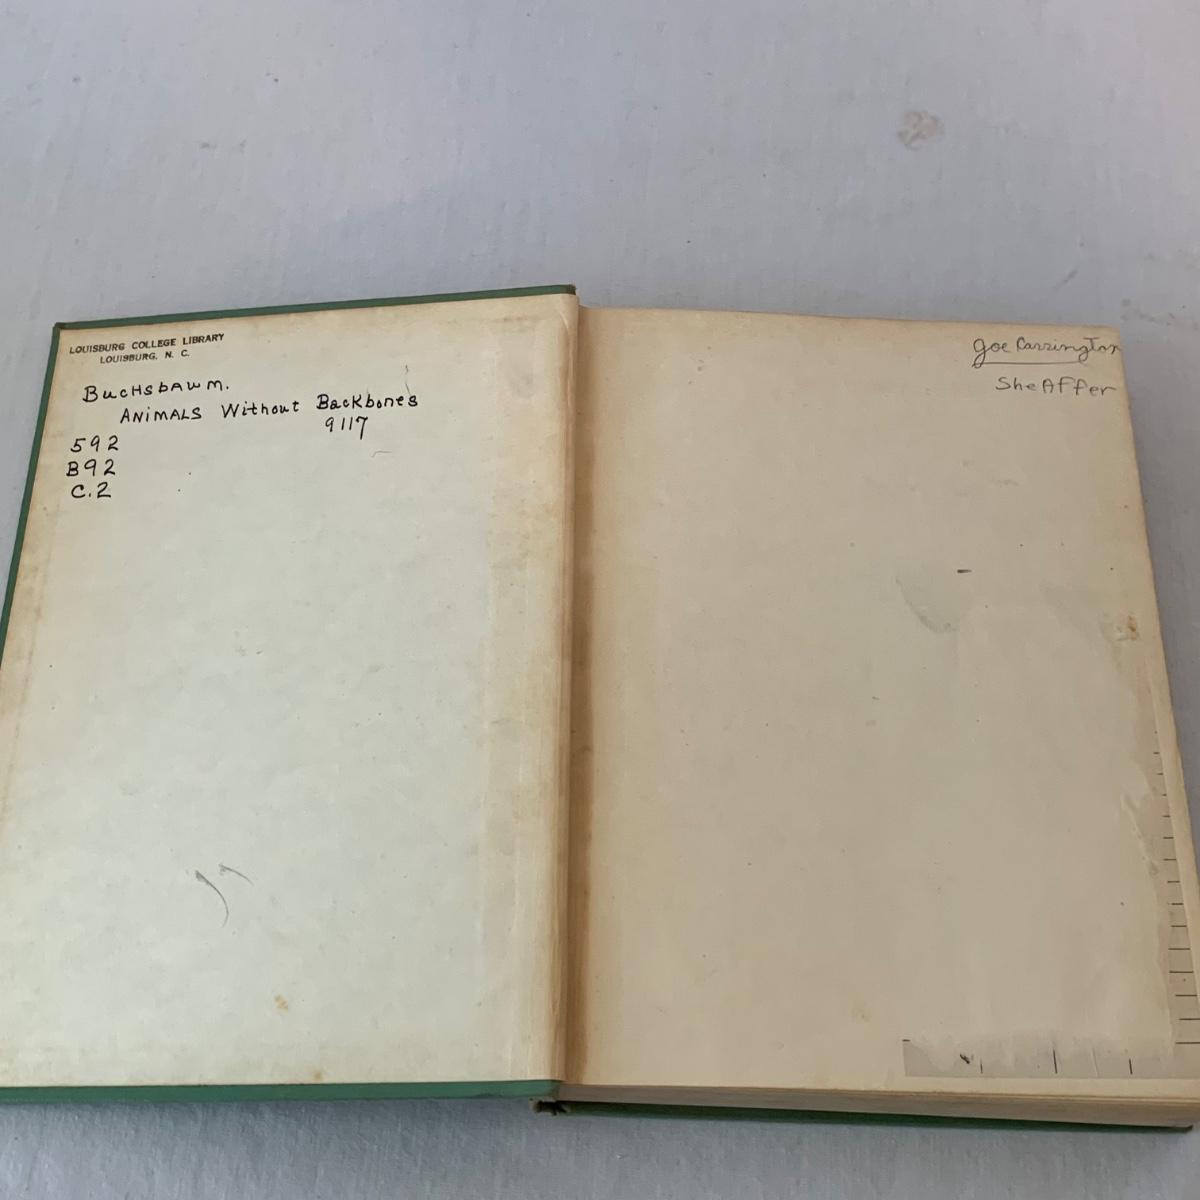 LOUISBURG COLLEGE LIBRARY
LOUISBURG, N. C.
Buchsbaum.
Animals Without Backbones
9117
592
B92
C.2
Joe Carrington
SheAffer